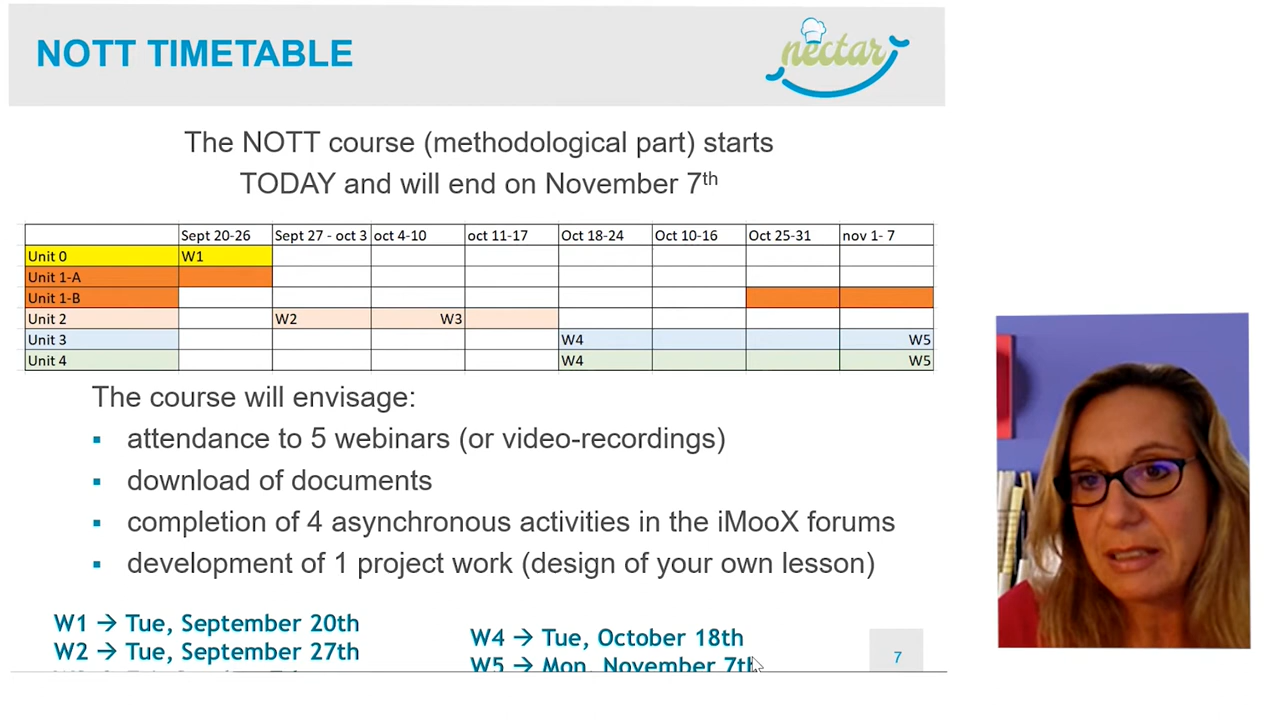 NOTT TIMETABLE
nectar
The NOTT course (methodological part) starts
TODAY and will end on November 7th
Sept 20-26 Sept 27 - oct 3 oct 4-10 oct 11-17 Oct 18-24 Oct 10-16 Oct 25-31 nov 1- 7
Unit 0 W1
Unit 1-A
Unit 1-B
Unit 2 W2 W3
Unit 3 W4 W5
Unit 4 W4 W5
The course will envisage:
▪ attendance to 5 webinars (or video-recordings)
▪ download of documents
▪ completion of 4 asynchronous activities in the iMooX forums
▪ development of 1 project work (design of your own lesson)
W1 → Tue, September 20th
W2 → Tue, September 27th
W4 → Tue, October 18th
W5 → Mon, November 7th
7